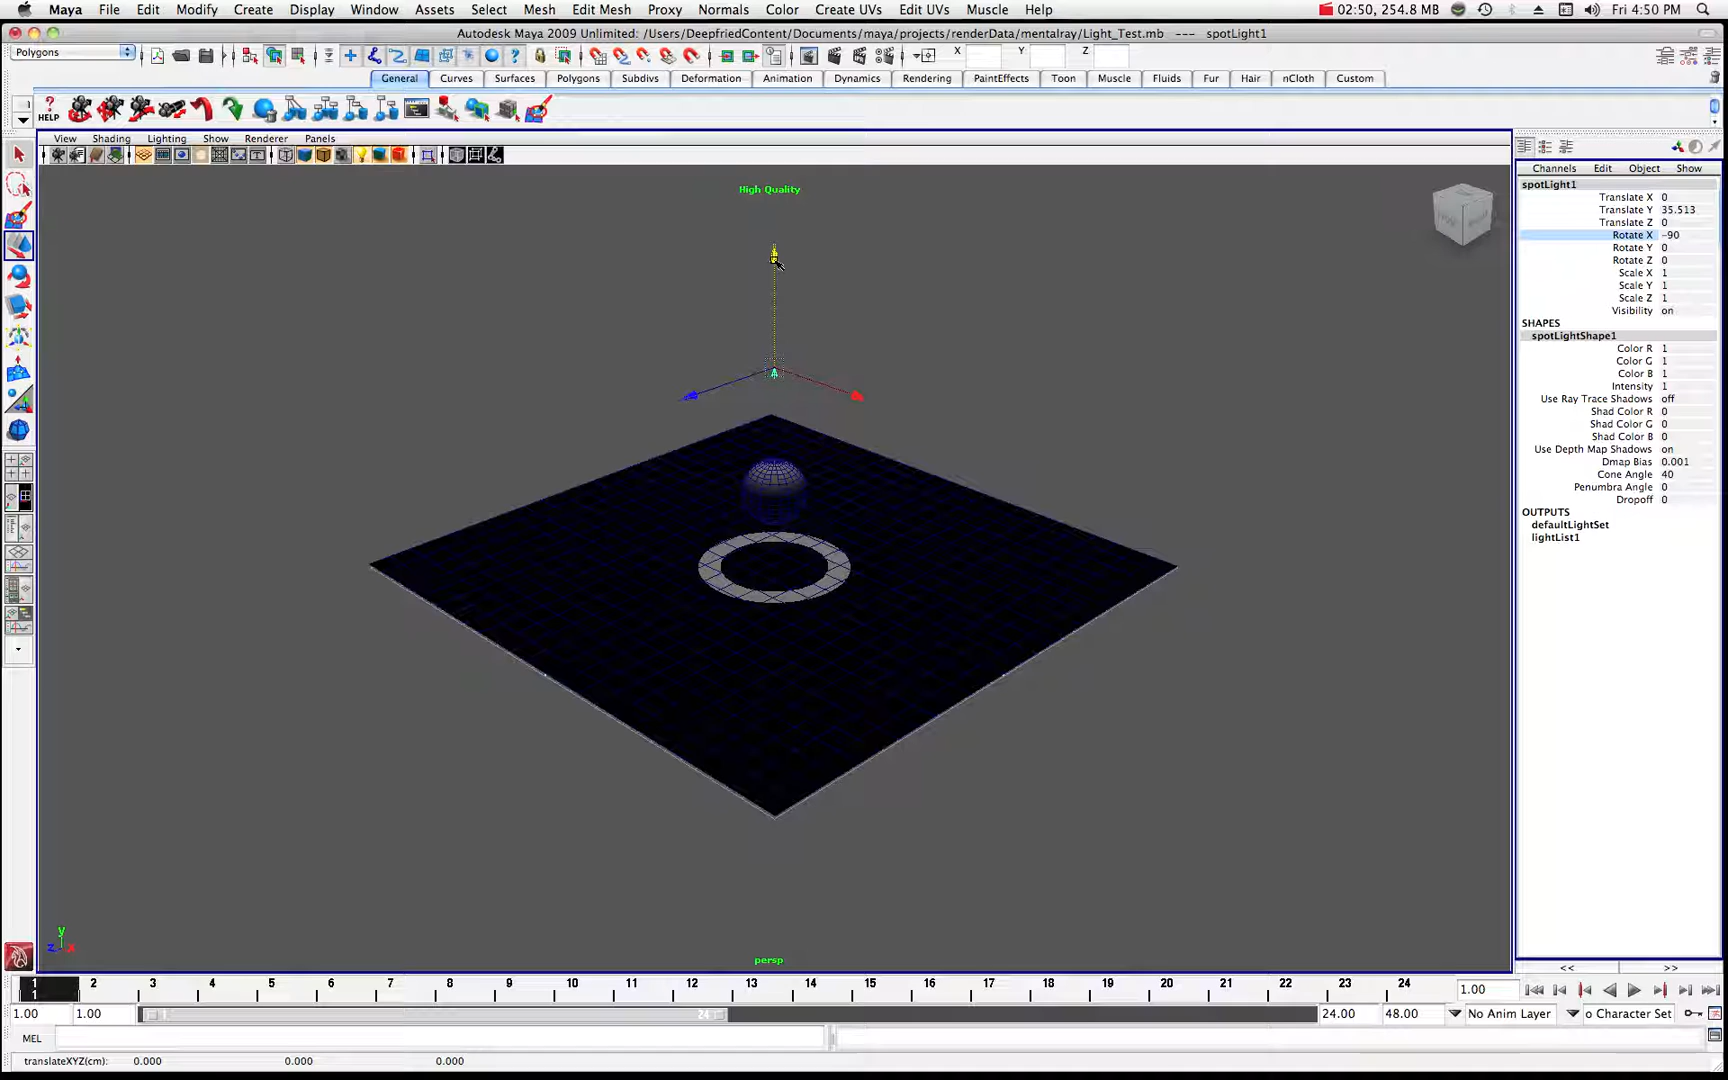 Maya File Edit Modify Create Display Window Assets Select Mesh Edit Mesh Proxy Normals Color Create UVs Edit UVs Muscle Help 02:50, 254.8 MB Fri 4:50 PM
Autodesk Maya 2009 Unlimited: /Users/DeepfriedContent/Documents/maya/projects/renderData/mentalray/Light_Test.mb --- spotLight1
Polygons X Y Z
General Curves Surfaces Polygons Subdivs Deformation Animation Dynamics Rendering PaintEffects Toon Muscle Fluids Fur Hair nCloth Custom
HELP
View Shading Lighting Show Renderer Panels
High Quality
Channels Edit Object Show
spotLight1
Translate X 0
Translate Y 35.513
Translate Z 0
Rotate X -90
Rotate Y 0
Rotate Z 0
Scale X 1
Scale Y 1
Scale Z 1
Visibility on
SHAPES
spotLightShape1
Color R 1
Color G 1
Color B 1
Intensity 1
Use Ray Trace Shadows off
Shad Color R 0
Shad Color G 0
Shad Color B 0
Use Depth Map Shadows on
Dmap Bias 0.001
Cone Angle 40
Penumbra Angle 0
Dropoff 0
OUTPUTS
defaultLightSet
lightList1
y
z x
persp
<< >>
1 2 3 4 5 6 7 8 9 10 11 12 13 14 15 16 17 18 19 20 21 22 23 24 1.00
1
1.00 1.00 1 24 24.00 48.00 No Anim Layer o Character Set
MEL
translateXYZ(cm): 0.000 0.000 0.000